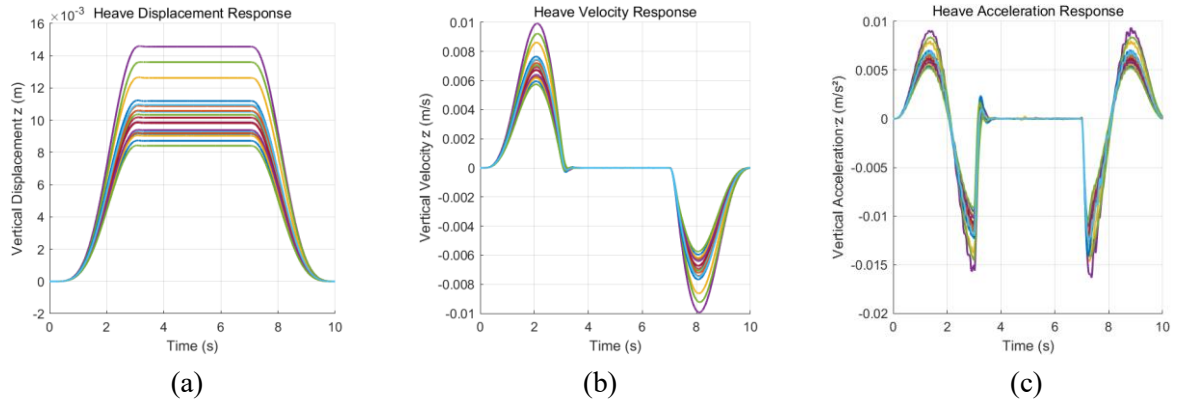 Heave Displacement Response
×10⁻³
16
14
12
10
8
6
4
2
0
-2
Vertical Displacement z (m)
0 2 4 6 8 10
Time (s)
(a)
Heave Velocity Response
0.01
0.008
0.006
0.004
0.002
0
-0.002
-0.004
-0.006
-0.008
-0.01
Vertical Velocity z (m/s)
0 2 4 6 8 10
Time (s)
(b)
Heave Acceleration Response
0.01
0.005
0
-0.005
-0.01
-0.015
-0.02
Vertical Acceleration·z (m/s²)
0 2 4 6 8 10
Time (s)
(c)